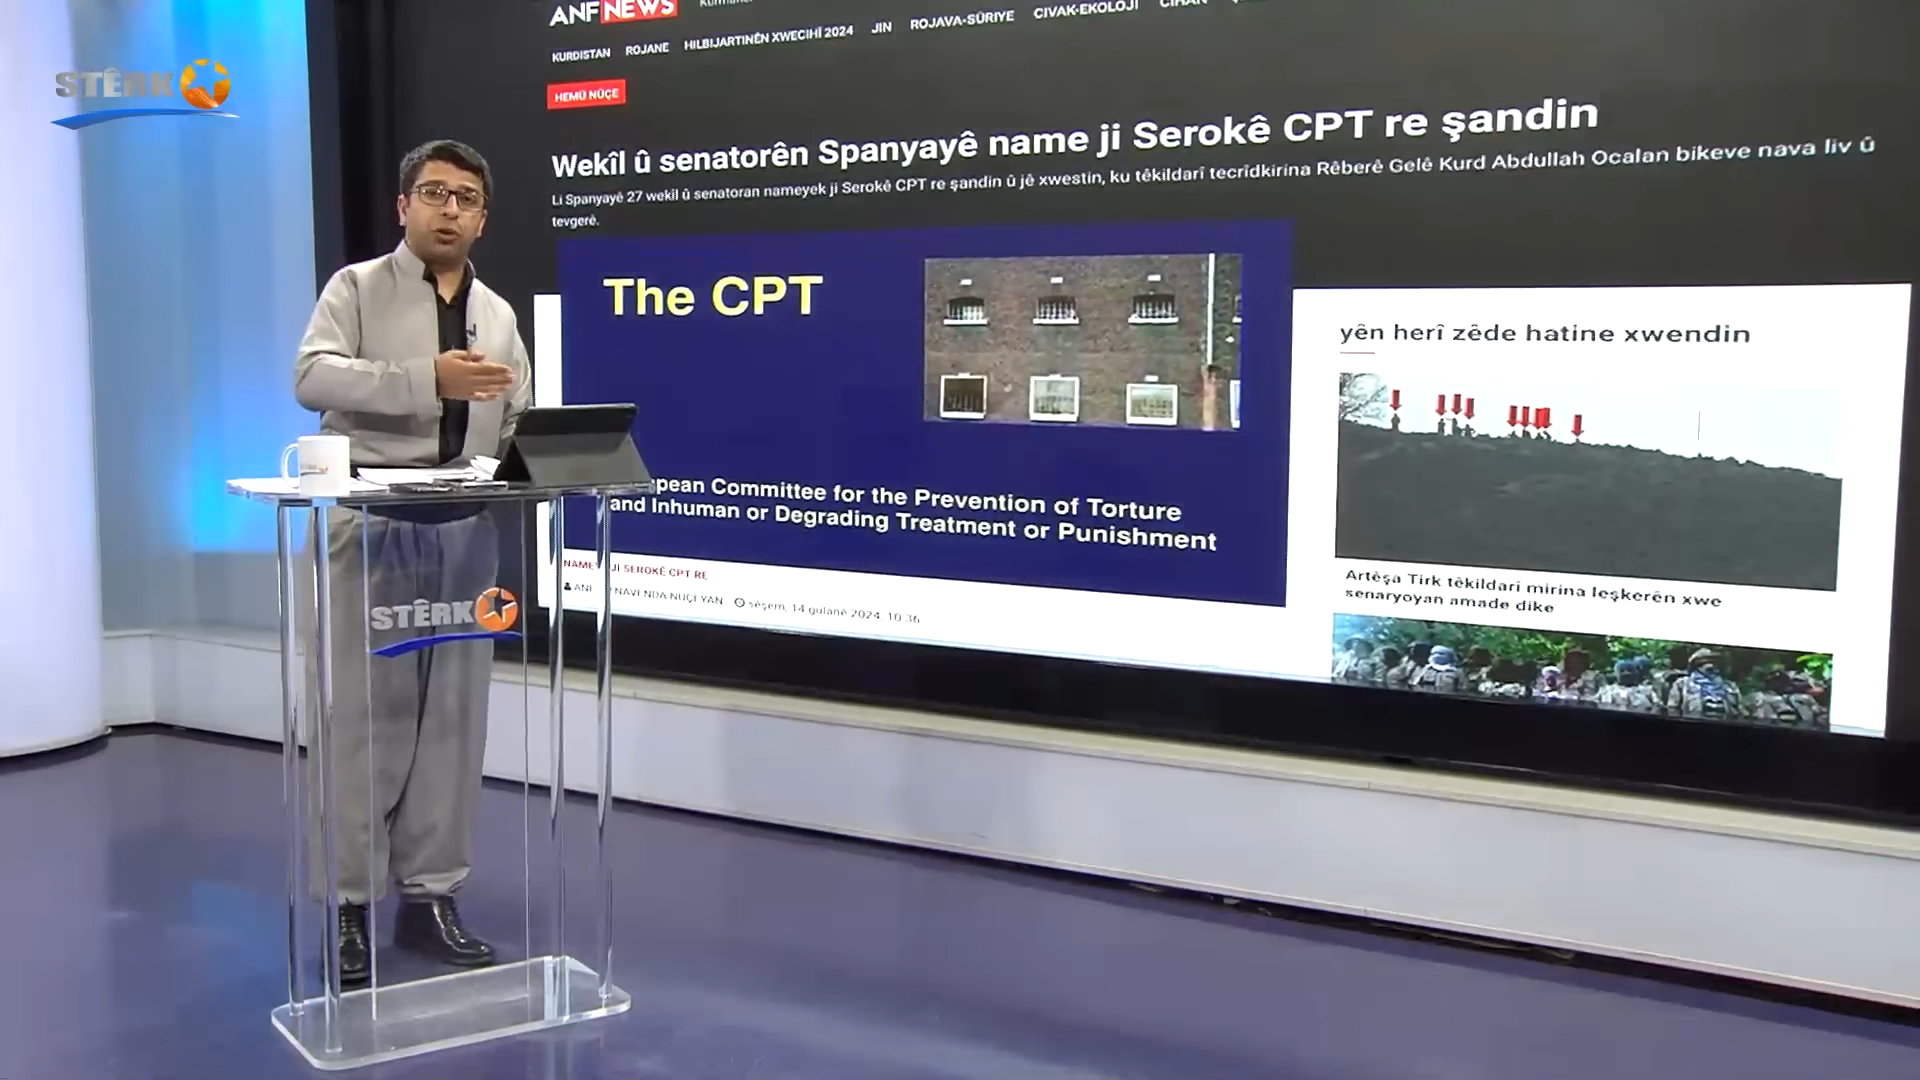 STÊRK
ANF NEWS
KURDISTAN ROJANE HILBIJARTINÊN XWECIHÎ 2024 JIN ROJAVA-SÛRIYE CIVAK-EKOLOJÎ
HEMÛ NÛÇE
Wekîl û senatorên Spanyayê name ji Serokê CPT re şandin
Li Spanyayê 27 wekîl û senatoran nameyek ji Serokê CPT re şandin û jê xwestin, ku têkildarî tecrîdkirina Rêberê Gelê Kurd Abdullah Ocalan bikeve nava liv û
tevgerê.
The CPT
Committee for the Prevention of Torture
and Inhuman or Degrading Treatment or Punishment
JI SEROKÊ CPT RE
ANF
sêşem, 14 gulanê 2024, 10:36
yên herî zêde hatine xwendin
Artêşa Tirk têkildarî mirina leşkerên xwe
senaryoyan amade dike
STÊRK